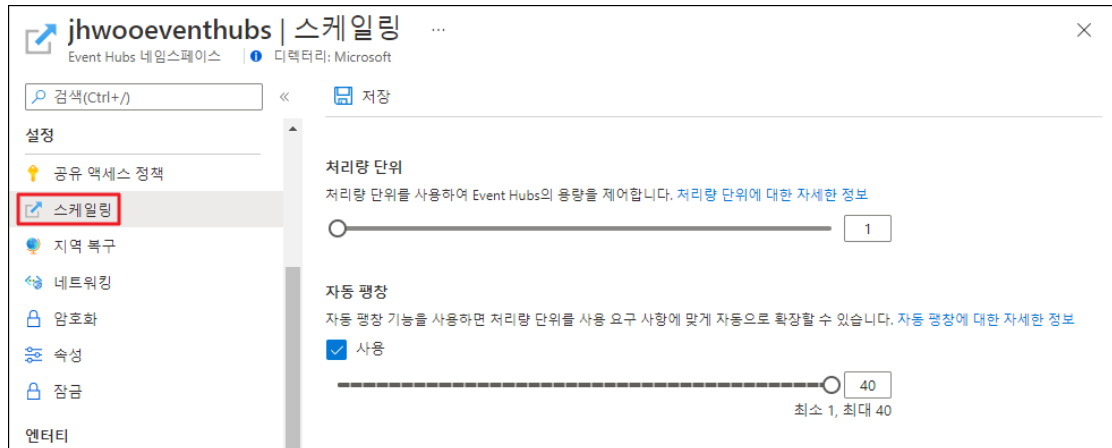 jhwooeventhubs | 스케일링 ...
Event Hubs 네임스페이스 디렉터리: Microsoft
검색(Ctrl+/)
저장
설정
공유 액세스 정책
스케일링
지역 복구
네트워킹
암호화
속성
잠금
엔터티
처리량 단위
처리량 단위를 사용하여 Event Hubs의 용량을 제어합니다. 처리량 단위에 대한 자세한 정보
1
자동 팽창
자동 팽창 기능을 사용하면 처리량 단위를 사용 요구 사항에 맞게 자동으로 확장할 수 있습니다. 자동 팽창에 대한 자세한 정보
사용
40
최소 1, 최대 40